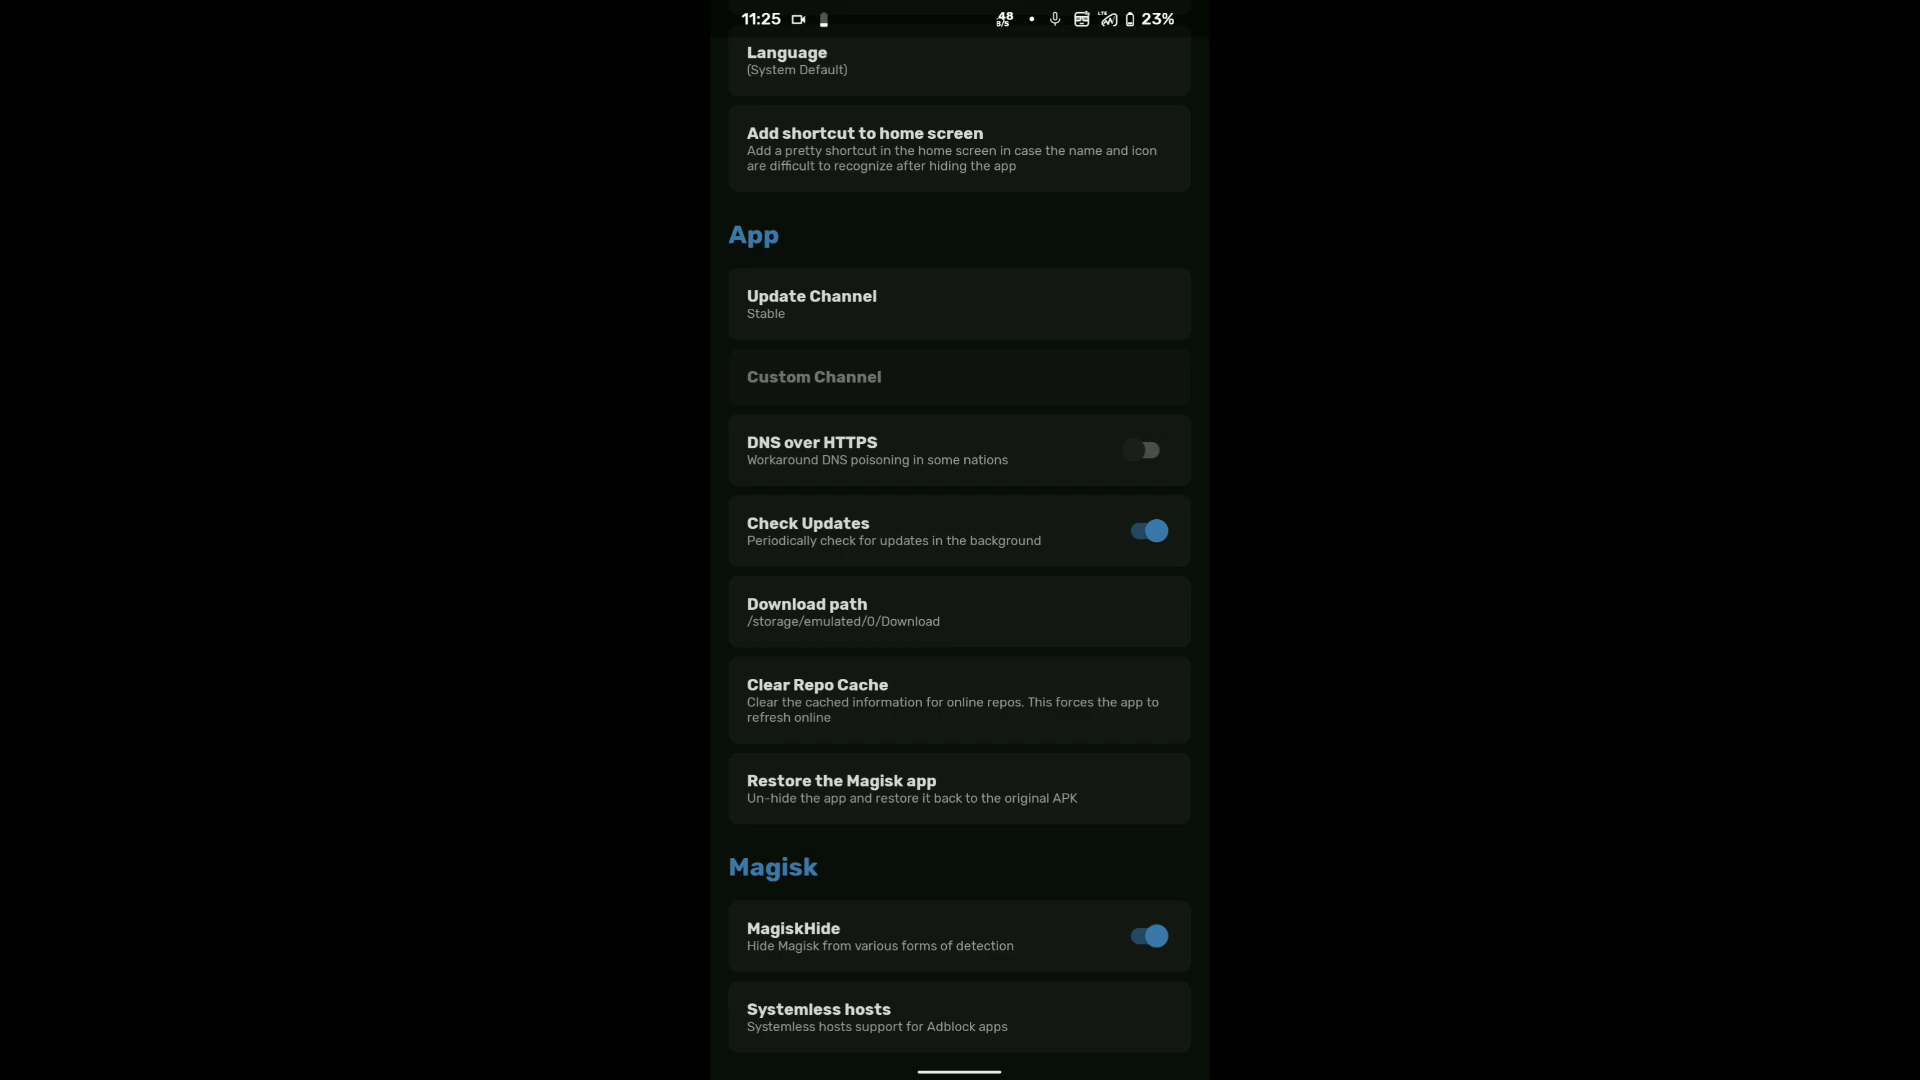 11:25
48
B/S
LTE
23%
Language
(System Default)
Add shortcut to home screen
Add a pretty shortcut in the home screen in case the name and icon
are difficult to recognize after hiding the app
App
Update Channel
Stable
Custom Channel
DNS over HTTPS
Workaround DNS poisoning in some nations
Check Updates
Periodically check for updates in the background
Download path
/storage/emulated/0/Download
Clear Repo Cache
Clear the cached information for online repos. This forces the app to
refresh online
Restore the Magisk app
Un-hide the app and restore it back to the original APK
Magisk
MagiskHide
Hide Magisk from various forms of detection
Systemless hosts
Systemless hosts support for Adblock apps